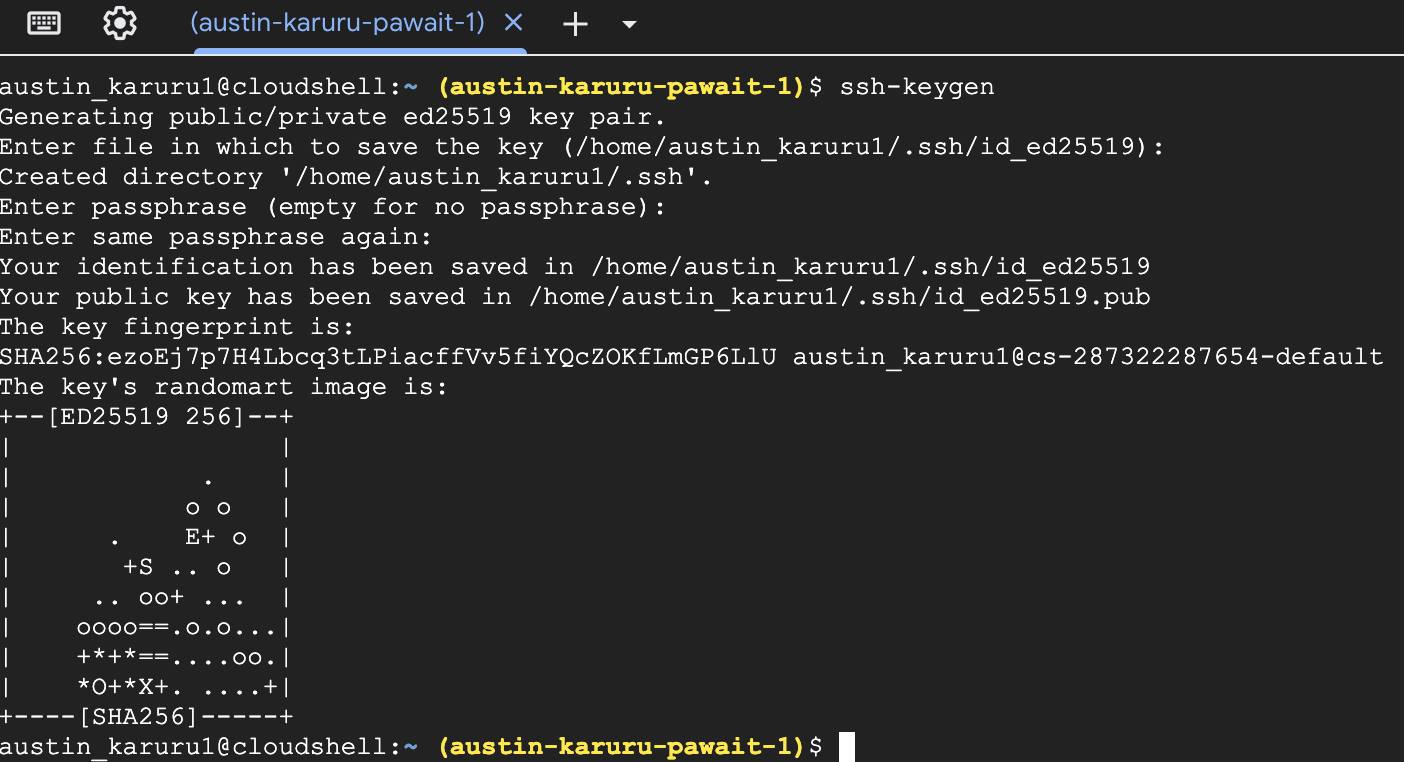 (austin-karuru-pawait-1)
austin_karuru1@cloudshell:~ (austin-karuru-pawait-1)$ ssh-keygen
Generating public/private ed25519 key pair.
Enter file in which to save the key (/home/austin_karuru1/.ssh/id_ed25519):
Created directory '/home/austin_karuru1/.ssh'.
Enter passphrase (empty for no passphrase):
Enter same passphrase again:
Your identification has been saved in /home/austin_karuru1/.ssh/id_ed25519
Your public key has been saved in /home/austin_karuru1/.ssh/id_ed25519.pub
The key fingerprint is:
SHA256:ezoEj7p7H4Lbcq3tLPiacffVv5fiYQcZOKfLmGP6LlU austin_karuru1@cs-287322287654-default
The key's randomart image is:
+--[ED25519 256]--+
|                 |
|            .    |
|           o o   |
|      .    E+ o  |
|       +S .. o   |
|     .. oo+ ...  |
|    oooo==.o.o...|
|    +*+*==....oo.|
|    *O+*X+. ....+|
+----[SHA256]-----+
austin_karuru1@cloudshell:~ (austin-karuru-pawait-1)$